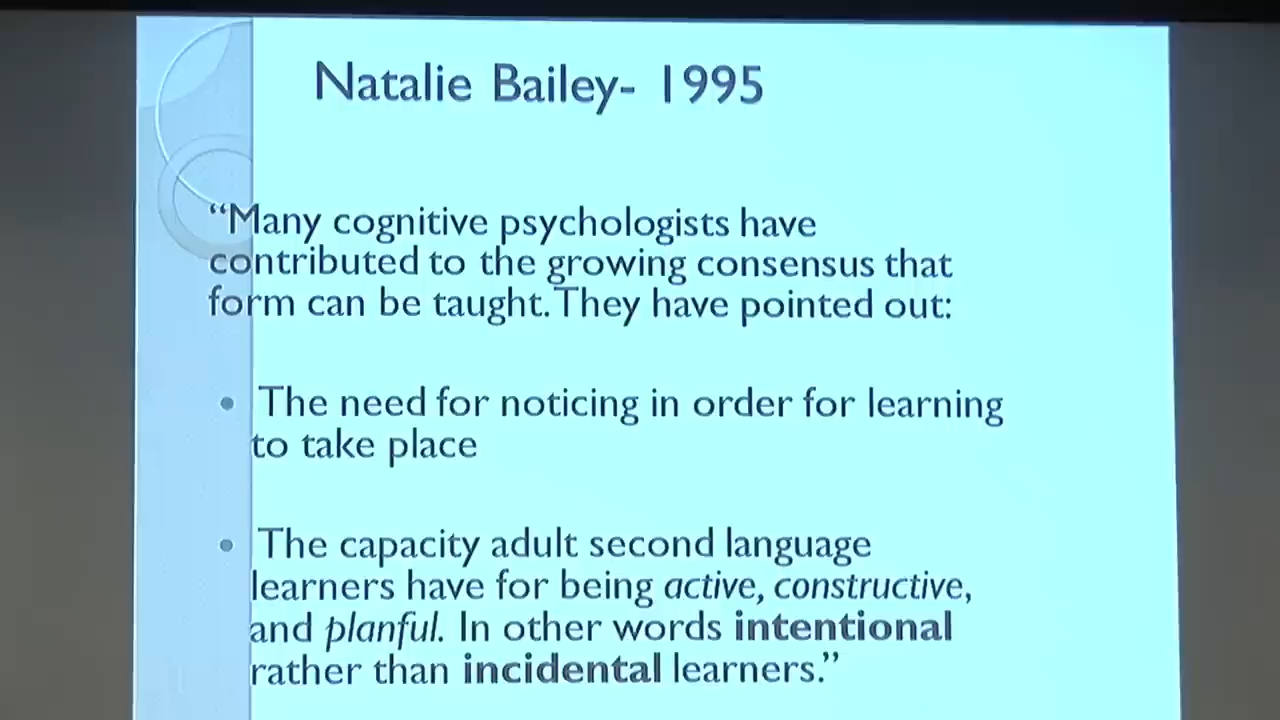 Natalie Bailey- 1995
“Many cognitive psychologists have
contributed to the growing consensus that
form can be taught. They have pointed out:
• The need for noticing in order for learning
to take place
• The capacity adult second language
learners have for being active, constructive,
and planful. In other words intentional
rather than incidental learners.”